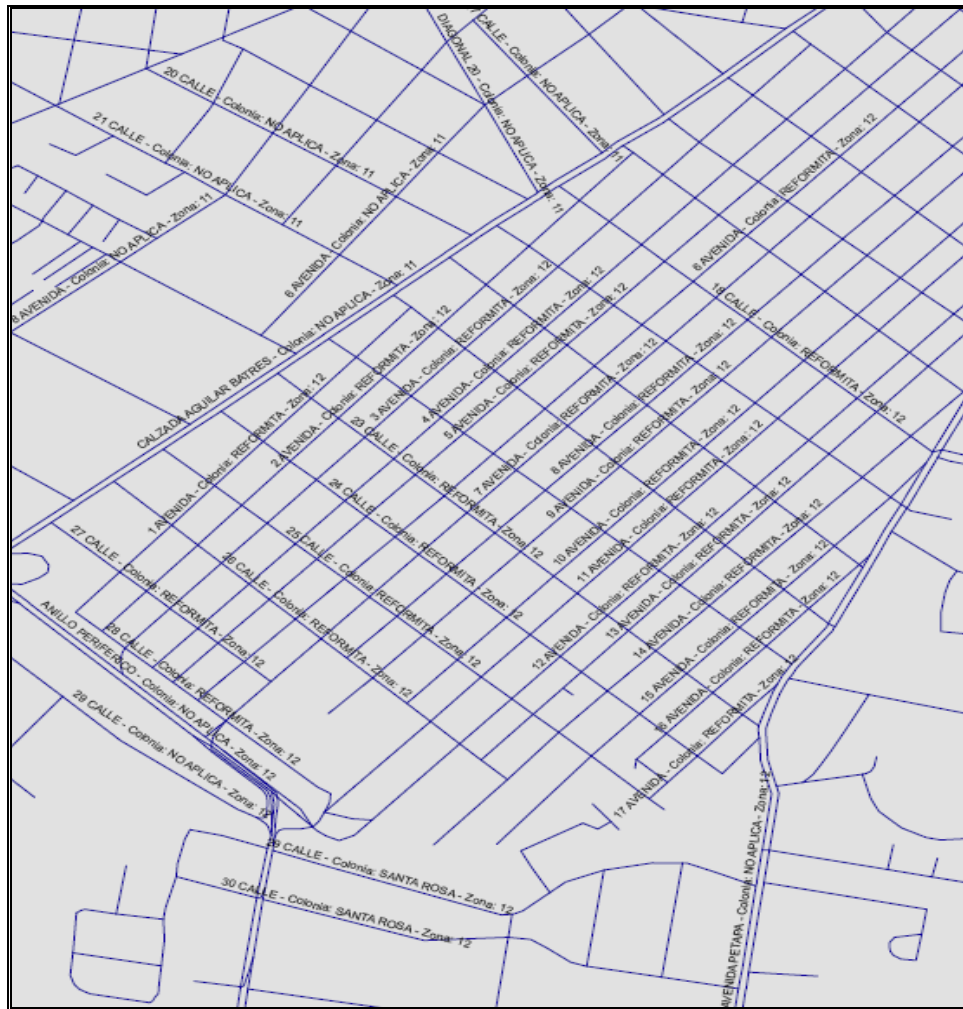 7 CALLE - Colonia: NO APLICA - Zona: 11
DIAGONAL 20 - Colonia: NO APLICA - Zona: 11
20 CALLE - Colonia: NO APLICA - Zona: 11
21 CALLE - Colonia: NO APLICA - Zona: 11
6 AVENIDA - Colonia: NO APLICA - Zona: 11
8 AVENIDA - Colonia: NO APLICA - Zona: 11
CALZADA AGUILAR BATRES - Colonia: NO APLICA - Zona: 11
6 AVENIDA - Colonia: REFORMITA - Zona: 12
18 CALLE - Colonia: REFORMITA - Zona: 12
1 AVENIDA - Colonia: REFORMITA - Zona: 12
2 AVENIDA - Colonia: REFORMITA - Zona: 12
3 AVENIDA - Colonia: REFORMITA - Zona: 12
4 AVENIDA - Colonia: REFORMITA - Zona: 12
5 AVENIDA - Colonia: REFORMITA - Zona: 12
7 AVENIDA - Colonia: REFORMITA - Zona: 12
8 AVENIDA - Colonia: REFORMITA - Zona: 12
9 AVENIDA - Colonia: REFORMITA - Zona: 12
10 AVENIDA - Colonia: REFORMITA - Zona: 12
11 AVENIDA - Colonia: REFORMITA - Zona: 12
12 AVENIDA - Colonia: REFORMITA - Zona: 12
13 AVENIDA - Colonia: REFORMITA - Zona: 12
14 AVENIDA - Colonia: REFORMITA - Zona: 12
15 AVENIDA - Colonia: REFORMITA - Zona: 12
16 AVENIDA - Colonia: REFORMITA - Zona: 12
17 AVENIDA - Colonia: REFORMITA - Zona: 12
23 CALLE - Colonia: REFORMITA - Zona: 12
24 CALLE - Colonia: REFORMITA - Zona: 12
25 CALLE - Colonia: REFORMITA - Zona: 12
26 CALLE - Colonia: REFORMITA - Zona: 12
27 CALLE - Colonia: REFORMITA - Zona: 12
28 CALLE - Colonia: REFORMITA - Zona: 12
ANILLO PERIFERICO - Colonia: NO APLICA - Zona: 12
29 CALLE - Colonia: NO APLICA - Zona: 12
29 CALLE - Colonia: SANTA ROSA - Zona: 12
30 CALLE - Colonia: SANTA ROSA - Zona: 12
AVENIDA PETAPA - Colonia: NO APLICA - Zona: 12